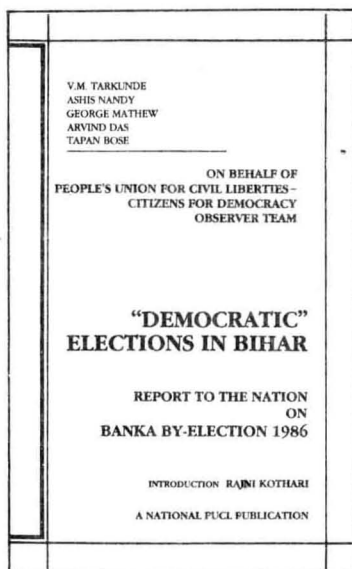 V.M. TARKUNDE
ASHIS NANDY
GEORGE MATHEW
ARVIND DAS
TAPAN BOSE
ON BEHALF OF
PEOPLE'S UNION FOR CIVIL LIBERTIES–
CITIZENS FOR DEMOCRACY
OBSERVER TEAM
"DEMOCRATIC"
ELECTIONS IN BIHAR
REPORT TO THE NATION
ON
BANKA BY-ELECTION 1986
INTRODUCTION RAJNI KOTHARI
A NATIONAL PUCL PUBLICATION